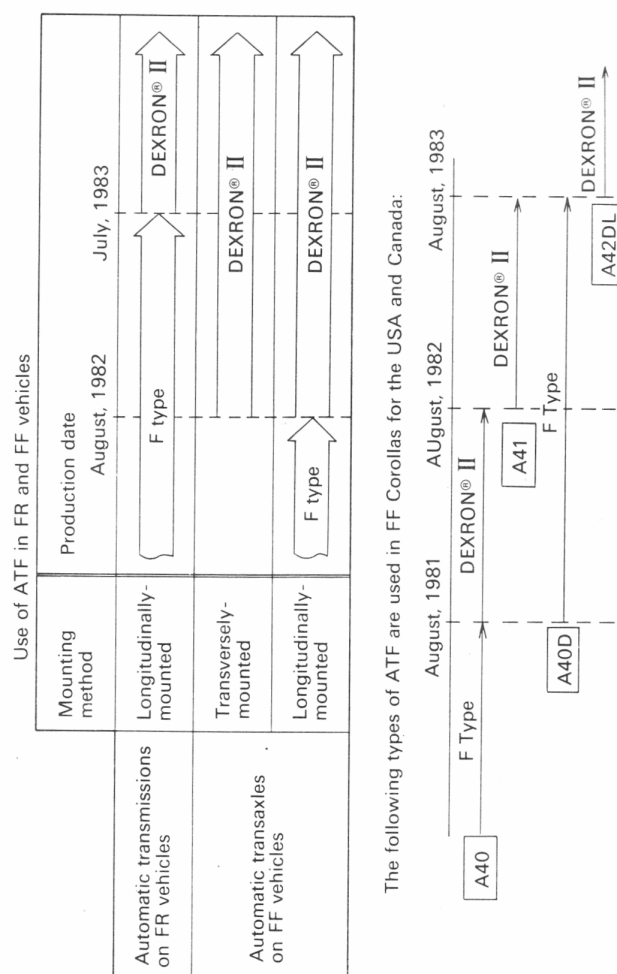 Use of ATF in FR and FF vehicles
Mounting
method
Production date
August, 1982
July, 1983
Automatic transmissions
on FR vehicles
Longitudinally-
mounted
F type
DEXRON® II
Automatic transaxles
on FF vehicles
Transversely-
mounted
DEXRON® II
Longitudinally-
mounted
F type
DEXRON® II
The following types of ATF are used in FF Corollas for the USA and Canada:
August, 1981
AUgust, 1982
August, 1983
A40
F Type
DEXRON® II
A41
DEXRON® II
A40D
F Type
A42DL
DEXRON® II